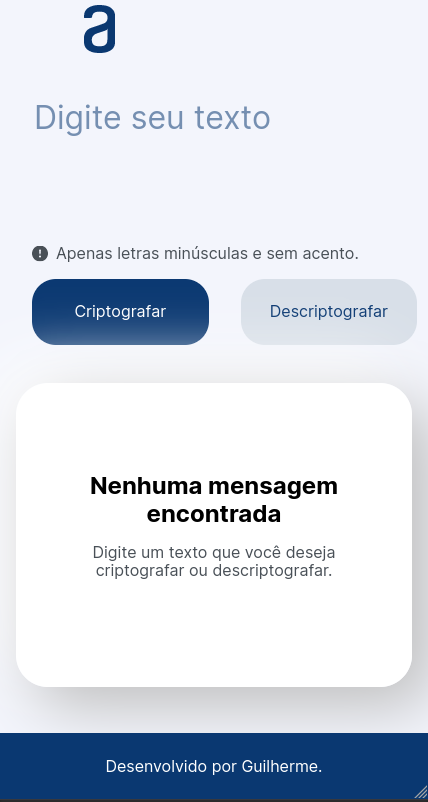 a
Digite seu texto
Apenas letras minúsculas e sem acento.
Criptografar
Descriptografar
Nenhuma mensagem
encontrada
Digite um texto que você deseja
criptografar ou descriptografar.
Desenvolvido por Guilherme.